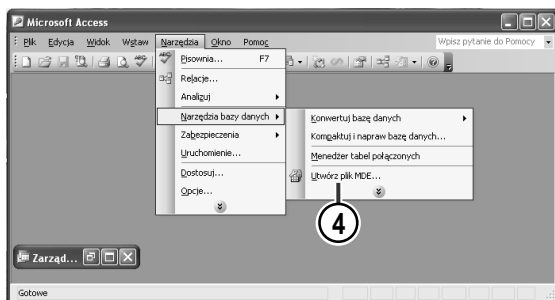 Microsoft Access
Plik Edycja Widok Wstaw Narzędzia Okno Pomoc Wpisz pytanie do Pomocy
Pisownia... F7
Relacje...
Analizuj
Narzędzia bazy danych
Zabezpieczenia
Uruchomienie...
Dostosuj...
Opcje...
Konwertuj bazę danych
Kompaktuj i napraw bazę danych...
Menedżer tabel połączonych
Utwórz plik MDE...
4
Zarząd...
Gotowe